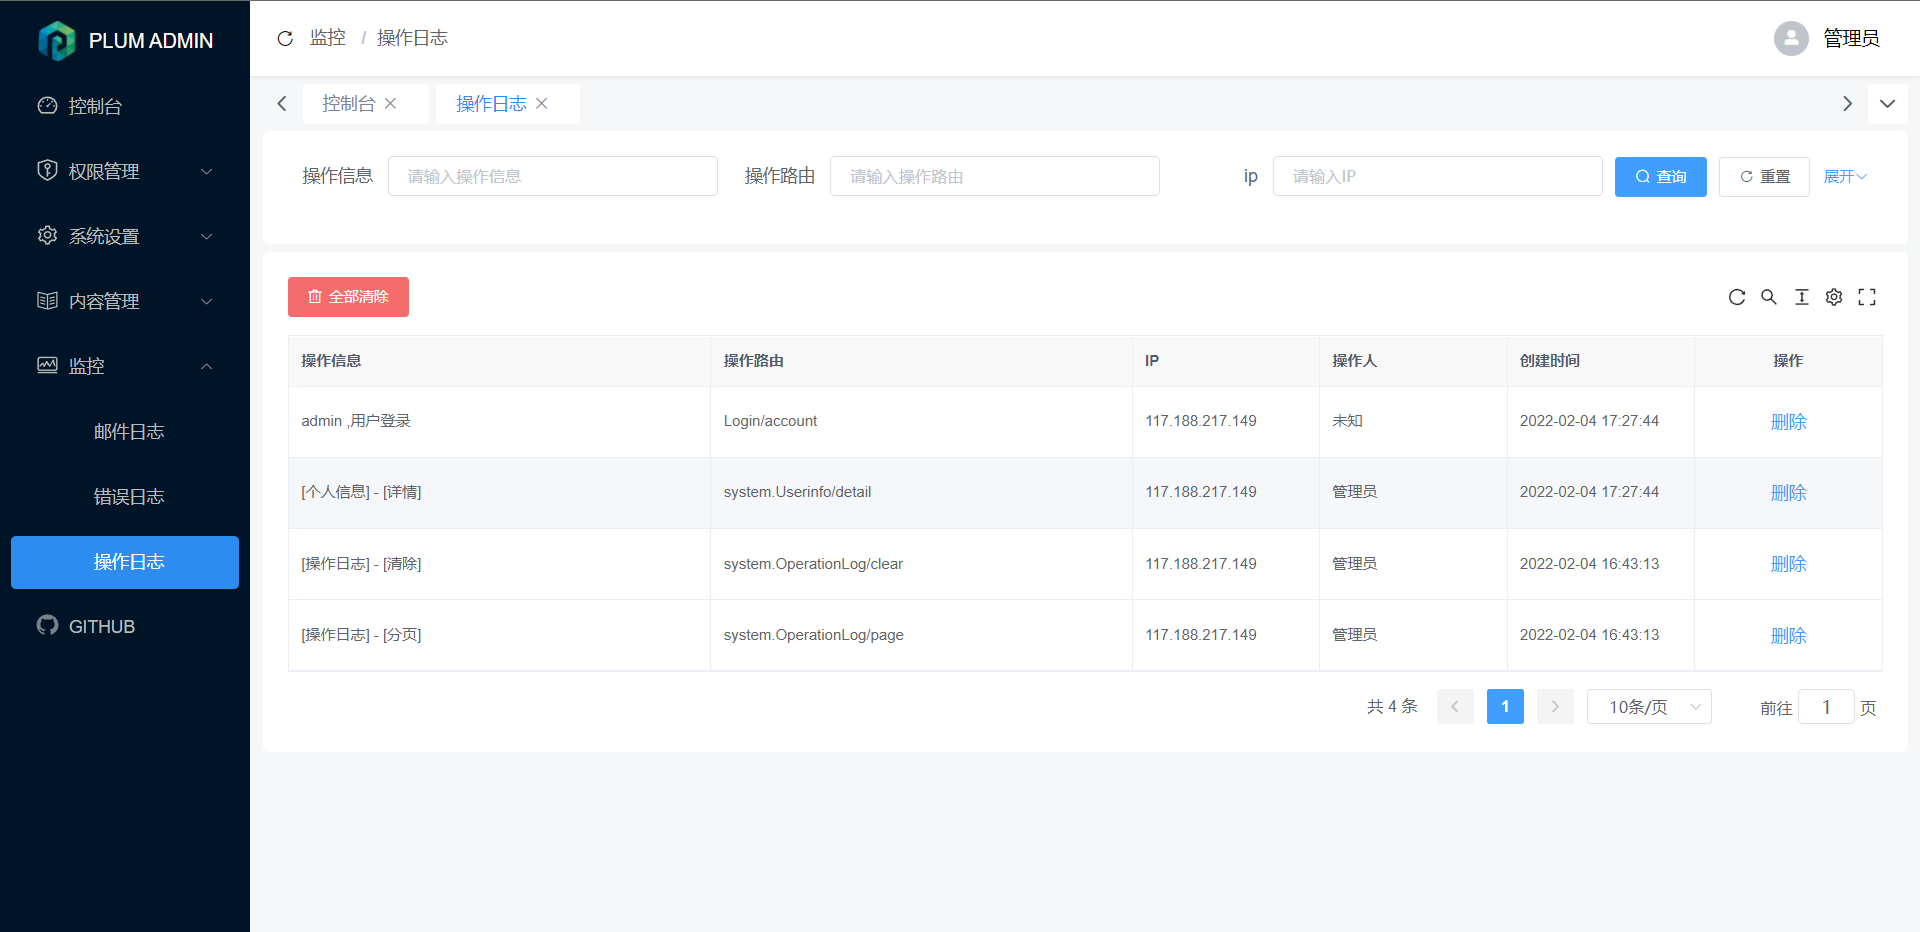 PLUM ADMIN
控制台
权限管理
系统设置
内容管理
监控
邮件日志
错误日志
操作日志
GITHUB
监控 / 操作日志
管理员
控制台
操作日志
操作信息 请输入操作信息 操作路由 请输入操作路由 ip 请输入IP 查询 重置 展开
全部清除
操作信息 操作路由 IP 操作人 创建时间 操作
admin ,用户登录 Login/account 117.188.217.149 未知 2022-02-04 17:27:44 删除
[个人信息] - [详情] system.Userinfo/detail 117.188.217.149 管理员 2022-02-04 17:27:44 删除
[操作日志] - [清除] system.OperationLog/clear 117.188.217.149 管理员 2022-02-04 16:43:13 删除
[操作日志] - [分页] system.OperationLog/page 117.188.217.149 管理员 2022-02-04 16:43:13 删除
共 4 条 1 10条/页 前往 1 页